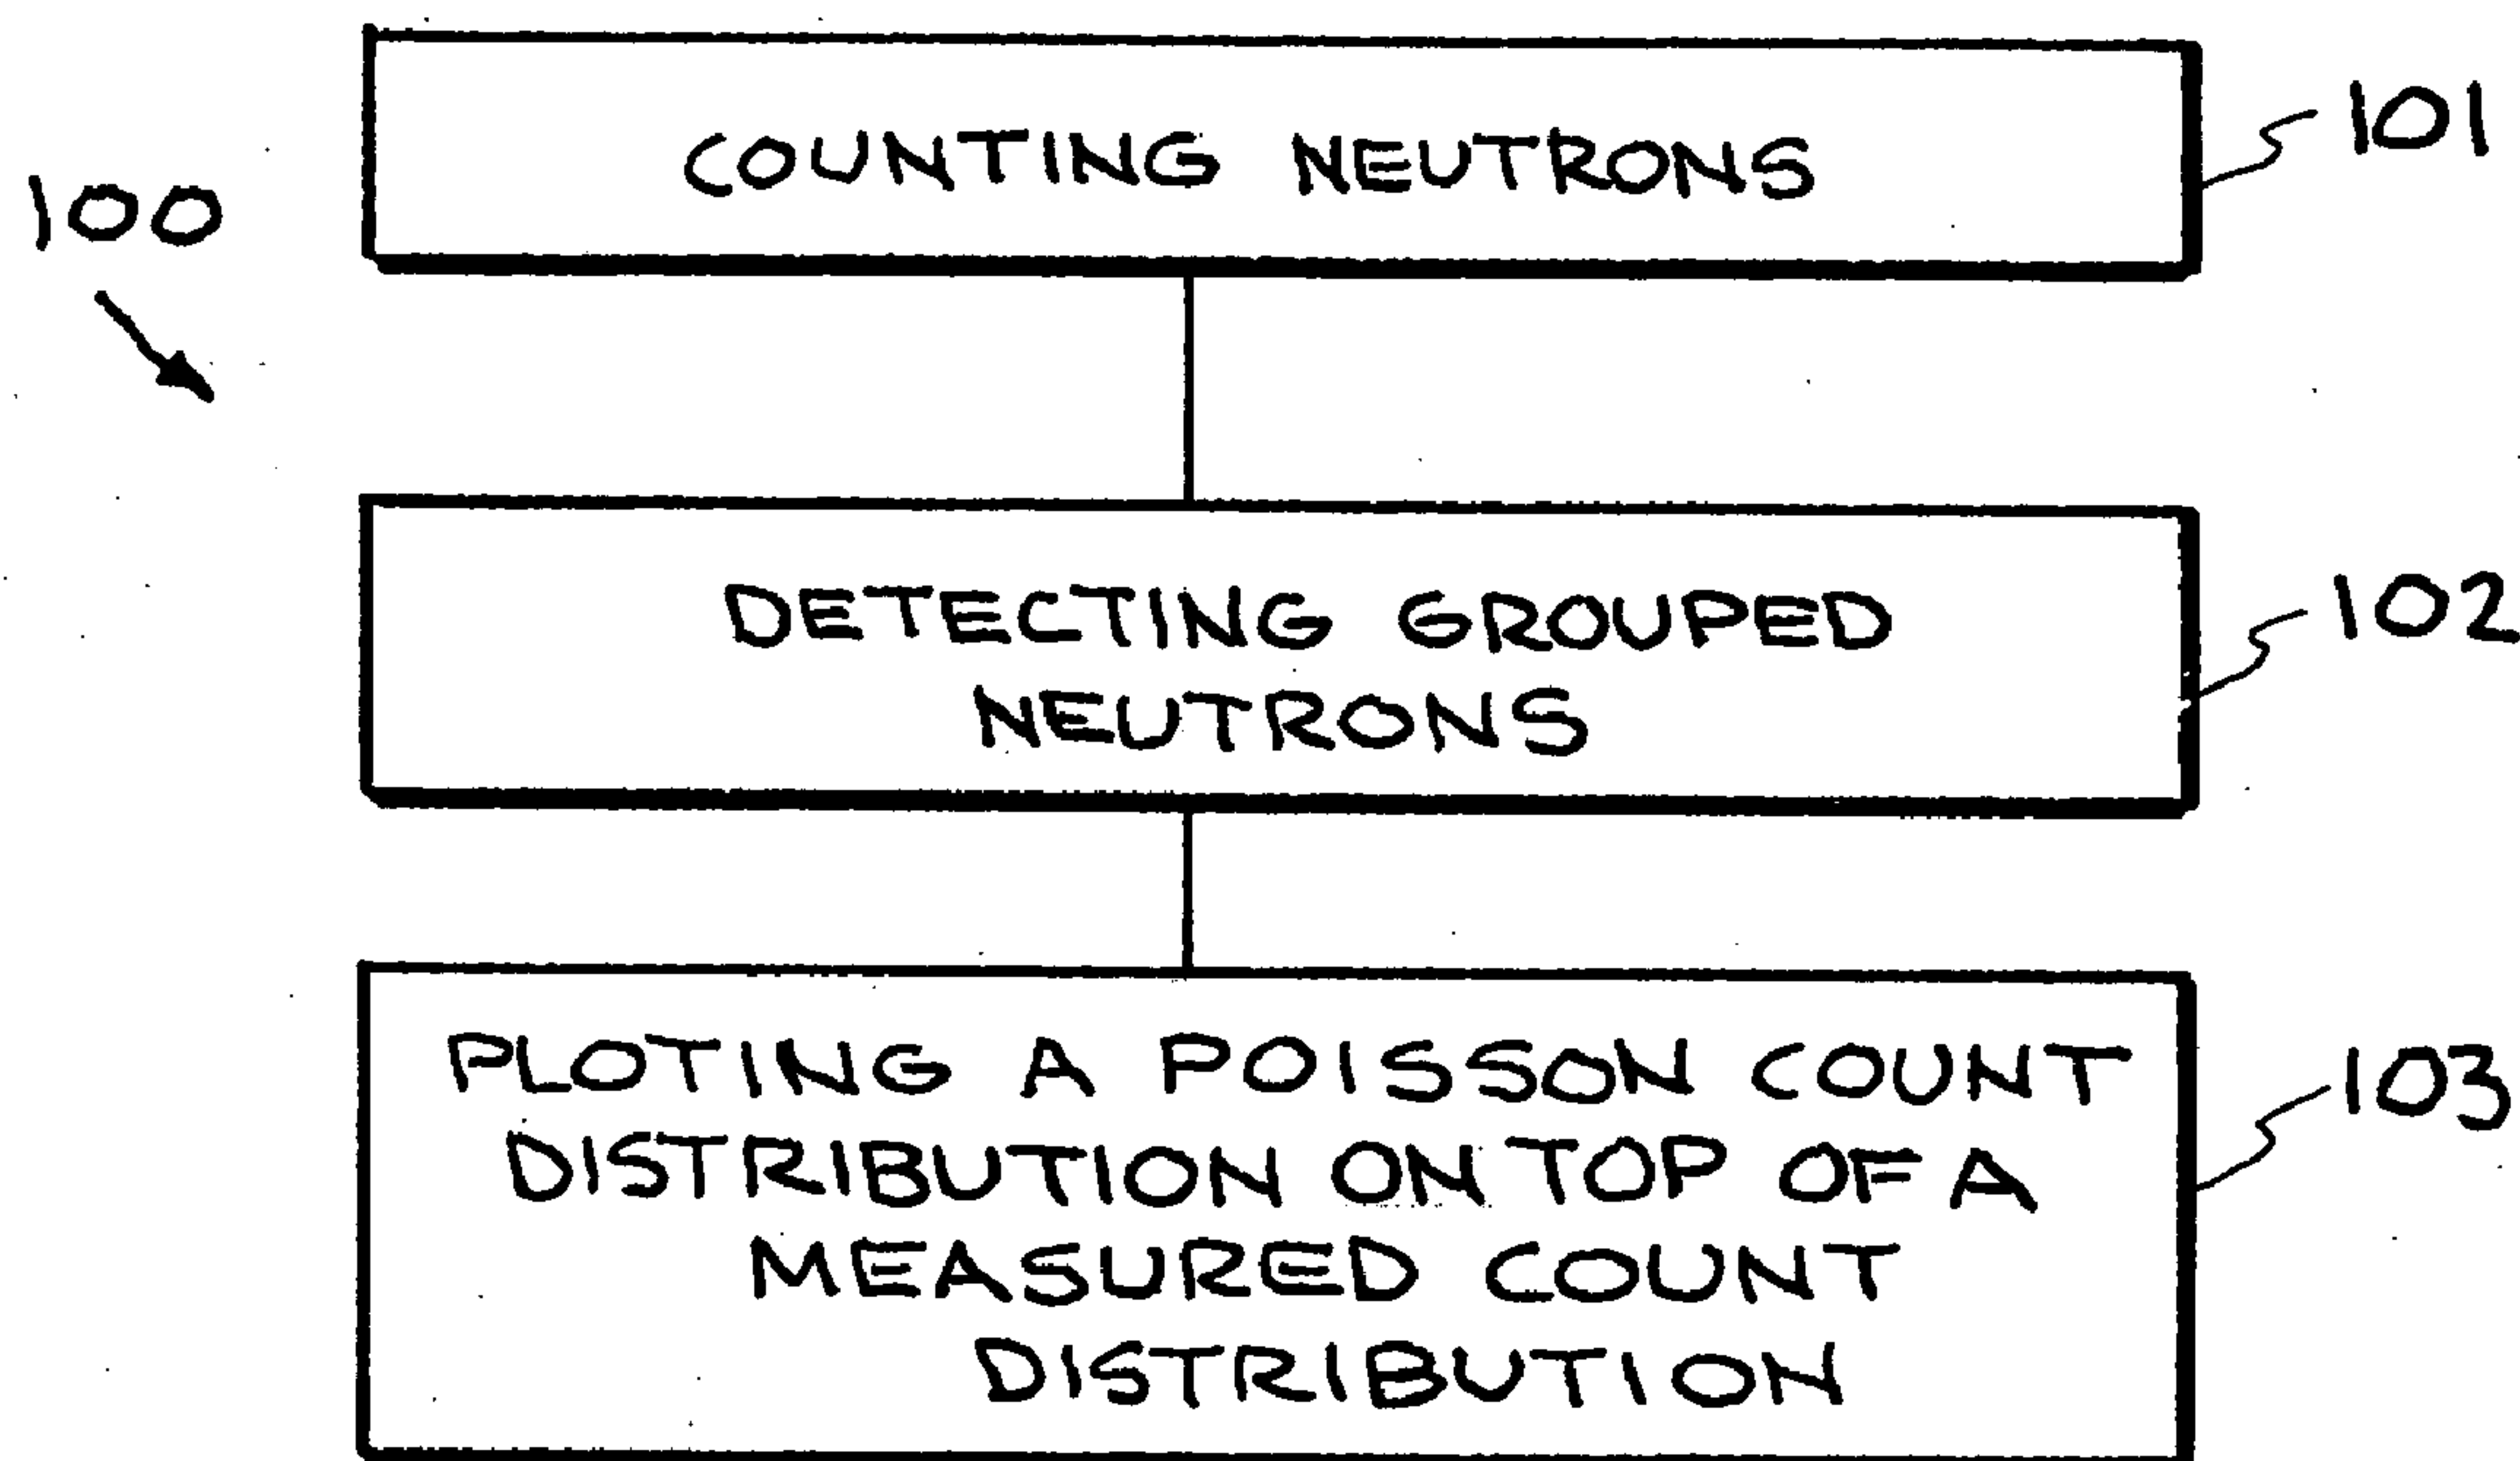 100
COUNTING NEUTRONS
101
DETECTING GROUPED
NEUTRONS
102
PLOTING A POISSON COUNT
DISTRIBUTION ON TOP OF A
MEASURED COUNT
DISTRIBUTION
103